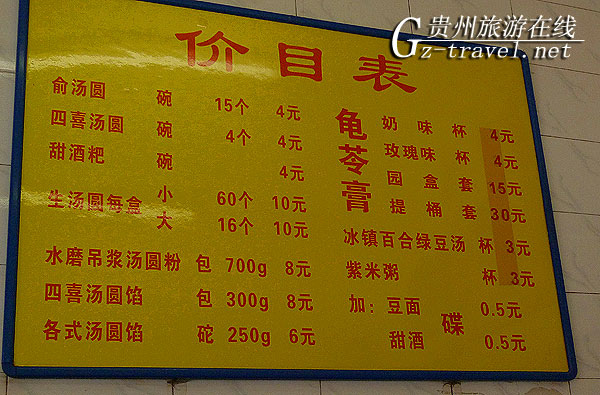 贵州旅游在线
Gz-travel.net
价目表
俞汤圆 碗 15个 4元
四喜汤圆 碗 4个 4元
甜酒粑 碗 4元
生汤圆每盒 小 60个 10元
大 16个 10元
水磨吊浆汤圆粉 包 700g 8元
四喜汤圆馅 包 300g 8元
各式汤圆馅 砣 250g 6元
龟苓膏
奶味杯 4元
玫瑰味杯 4元
园盒套 15元
提桶套 30元
冰镇百合绿豆汤 杯 3元
紫米粥 杯 3元
加：豆面 碟 0.5元
甜酒 0.5元